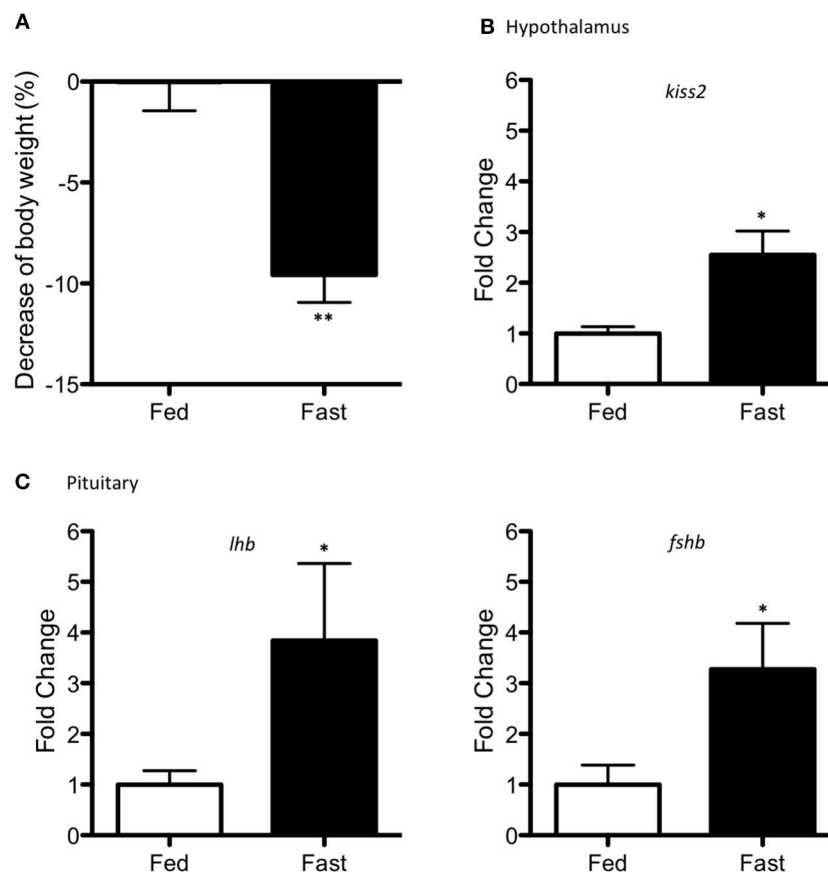 A
Decrease of body weight (%)
0
-5
-10
-15
**
Fed
Fast
B Hypothalamus
kiss2
Fold Change
6
5
4
3
2
1
0
*
Fed
Fast
C Pituitary
lhb
Fold Change
6
5
4
3
2
1
0
*
Fed
Fast
fshb
Fold Change
6
5
4
3
2
1
0
*
Fed
Fast